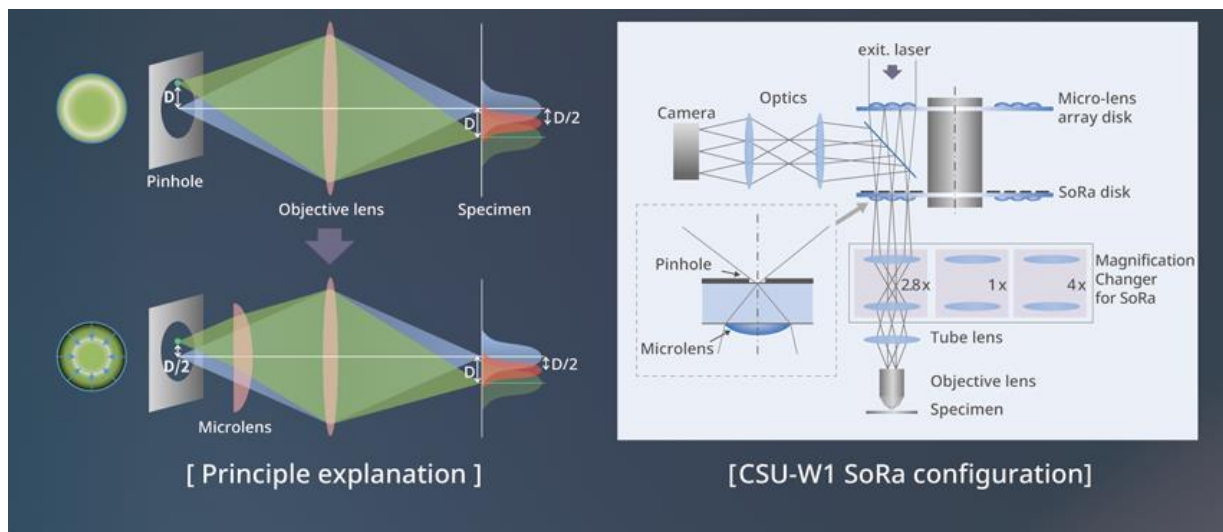 D
Pinhole
Objective lens
D
D/2
Specimen
D/2
Microlens
D
D/2
[ Principle explanation ]
exit. laser
Optics
Camera
Micro-lens
array disk
SoRa disk
Pinhole
Microlens
2.8x
1x
4x
Magnification
Changer
for SoRa
Tube lens
Objective lens
Specimen
[CSU-W1 SoRa configuration]